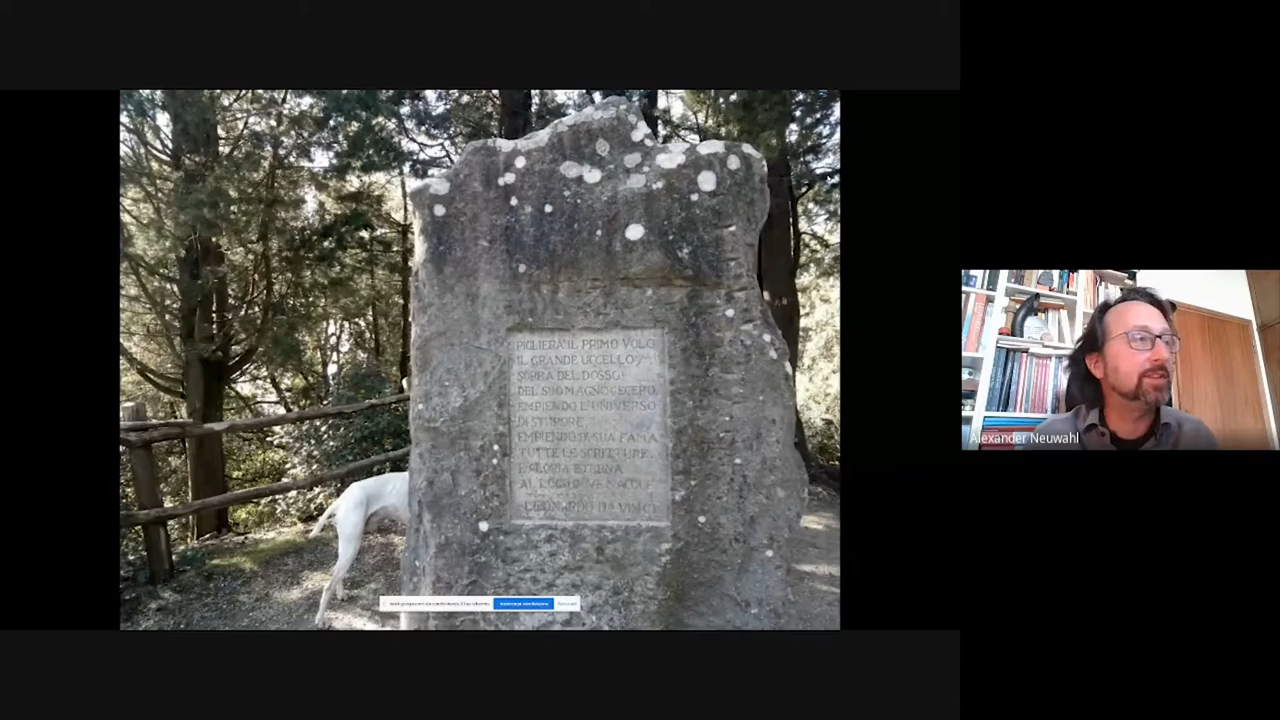 PIGLIERÀ IL PRIMO VOLO
IL GRANDE UCCELLO
SOPRA DEL DOSSO
DEL SUO MAGNO CECERO
EMPIENDO L'UNIVERSO
DI STUPORE
EMPIENDO DI SUA FAMA
TUTTE LE SCRITTURE
E GLORIA ETERNA
AL LOCO DOVE NACQUE
LEONARDO DA VINCI
Alexander Neuwahl